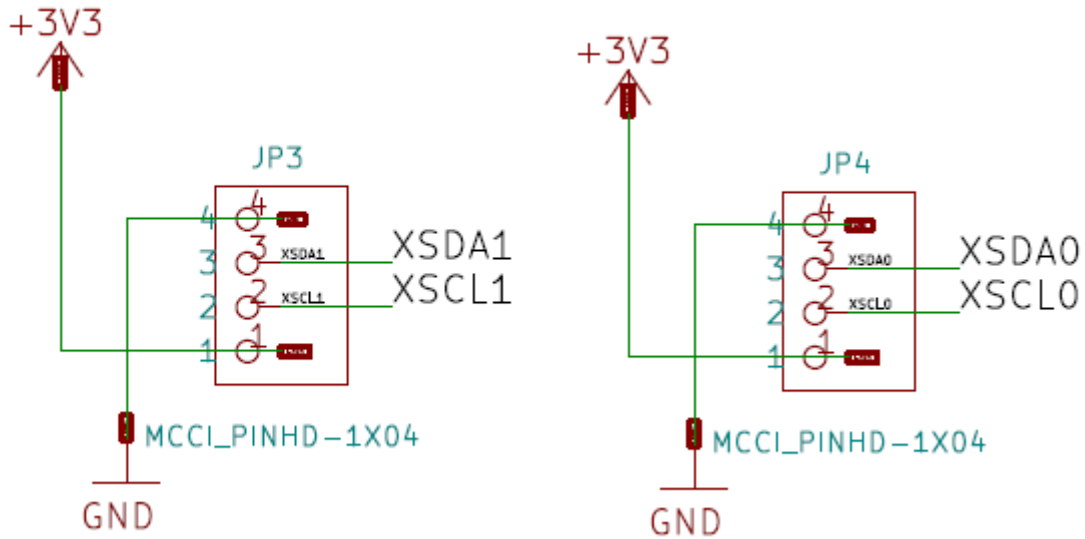 +3V3
JP3
4 4
3 3 XSDA1 XSDA1
2 2 XSCL1 XSCL1
1 1
MCCI_PINHD-1X04
GND
+3V3
JP4
4 4
3 3 XSDA0 XSDA0
2 2 XSCL0 XSCL0
1 1
MCCI_PINHD-1X04
GND